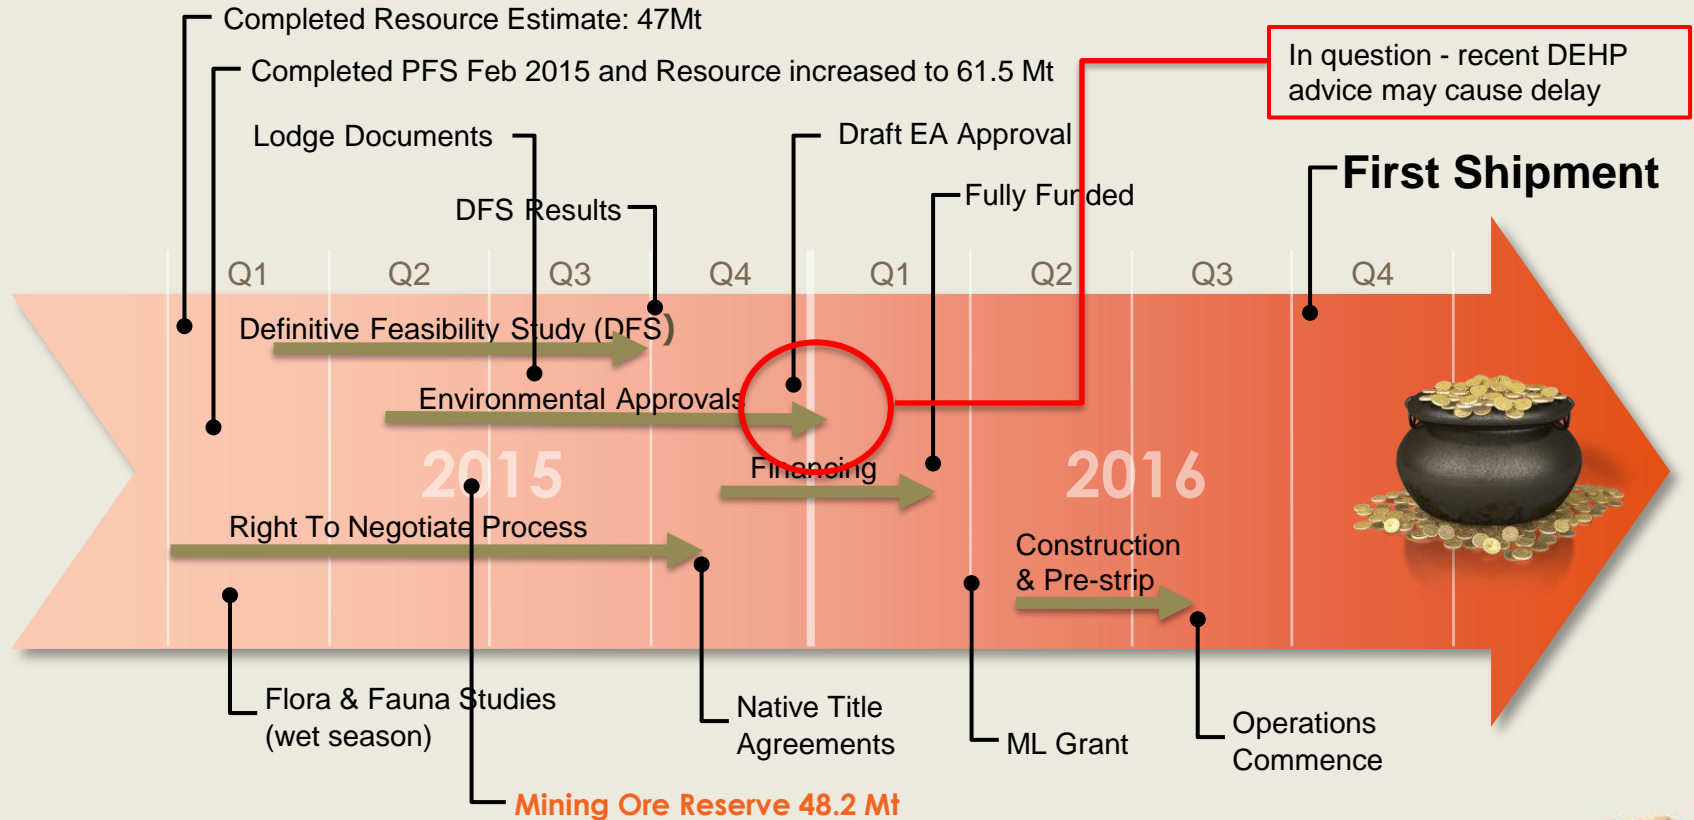 Completed Resource Estimate: 47Mt
Completed PFS Feb 2015 and Resource increased to 61.5 Mt
In question - recent DEHP
advice may cause delay
Lodge Documents
Draft EA Approval
First Shipment
DFS Results
Fully Funded
Q1 Q2 Q3 Q4 Q1 Q2 Q3 Q4
Definitive Feasibility Study (DFS)
Environmental Approvals
Financing
2015 2016
Right To Negotiate Process
Construction
& Pre-strip
Flora & Fauna Studies
(wet season)
Native Title
Agreements
ML Grant
Operations
Commence
Mining Ore Reserve 48.2 Mt